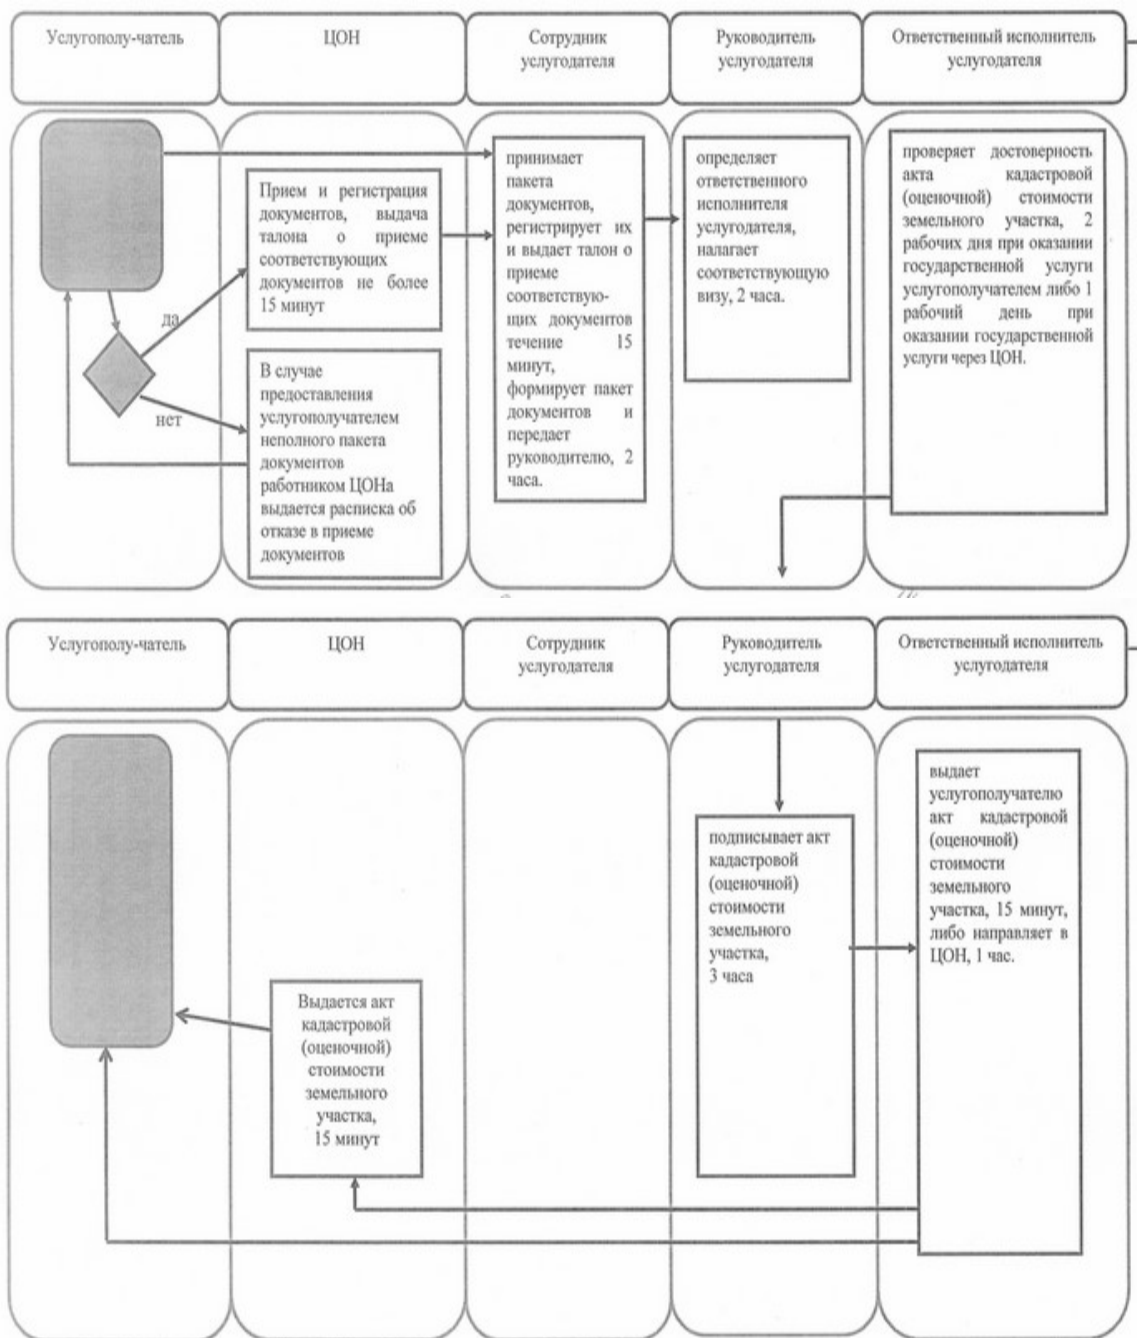 Услугополу-чатель
ЦОН
Сотрудник
услугодателя
Руководитель
услугодателя
Ответственный исполнитель
услугодателя
да
нет
Прием и регистрация
документов, выдача
талона о приеме
соответствующих
документов не более
15 минут
В случае
предоставления
услугополучателем
неполного пакета
документов
работником ЦОНа
выдается расписка об
отказе в приеме
документов
принимает
пакета
документов,
регистрирует их
и выдает талон о
приеме
соответствую-
щих документов
течение 15
минут,
формирует пакет
документов и
передает
руководителю, 2
часа.
определяет
ответственного
исполнителя
услугодателя,
налагает
соответствующую
визу, 2 часа.
проверяет достоверность
акта кадастровой
(оценочной) стоимости
земельного участка, 2
рабочих дня при оказании
государственной услуги
услугополучателем либо 1
рабочий день при
оказании государственной
услуги через ЦОН.
Услугополу-чатель
ЦОН
Сотрудник
услугодателя
Руководитель
услугодателя
Ответственный исполнитель
услугодателя
Выдается акт
кадастровой
(оценочной)
стоимости
земельного
участка,
15 минут
подписывает акт
кадастровой
(оценочной)
стоимости
земельного
участка,
3 часа
выдает
услугополучателю
акт кадастровой
(оценочной)
стоимости
земельного
участка, 15 минут,
либо направляет в
ЦОН, 1 час.